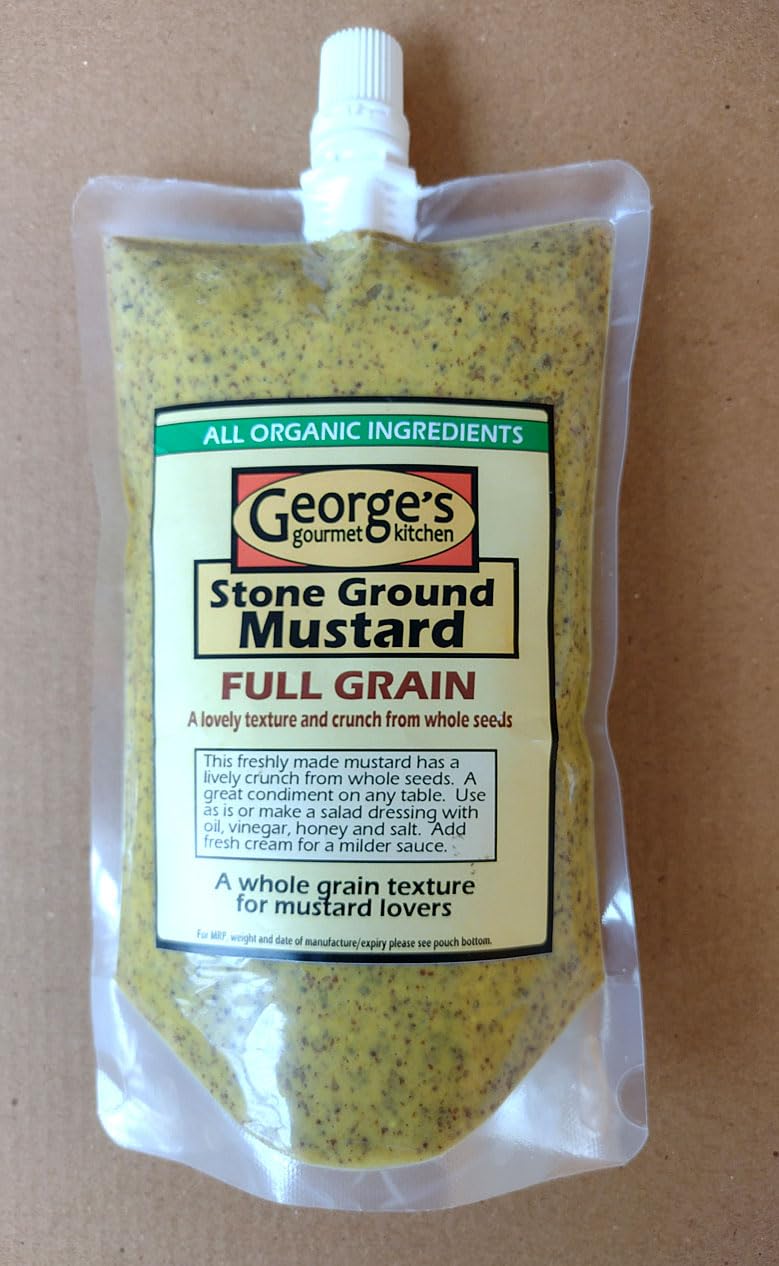 ALL ORGANIC INGREDIENTS
George's
gourmet kitchen
Stone Ground
Mustard
FULL GRAIN
A lovely texture and crunch from whole seeds
This freshly made mustard has a
lively crunch from whole seeds. A
great condiment on any table. Use
as is or make a salad dressing with
oil, vinegar, honey and salt. Add
fresh cream for a milder sauce.
A whole grain texture
for mustard lovers
For MRP, weight and date of manufacture/expiry please see pouch bottom.